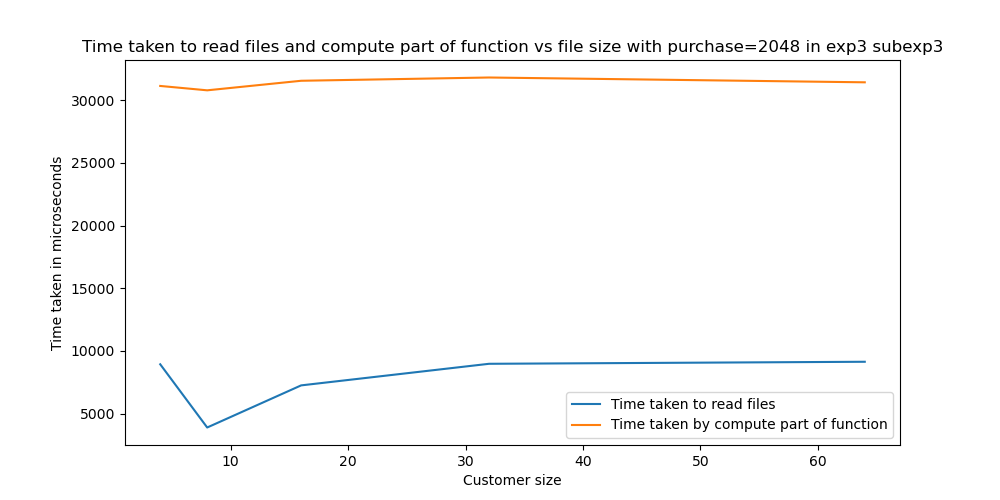 Time taken to read files and compute part of function vs file size with purchase=2048 in exp3 subexp3
Time taken in microseconds
30000
25000
20000
15000
10000
5000
10 20 30 40 50 60
Customer size
Time taken to read files
Time taken by compute part of function